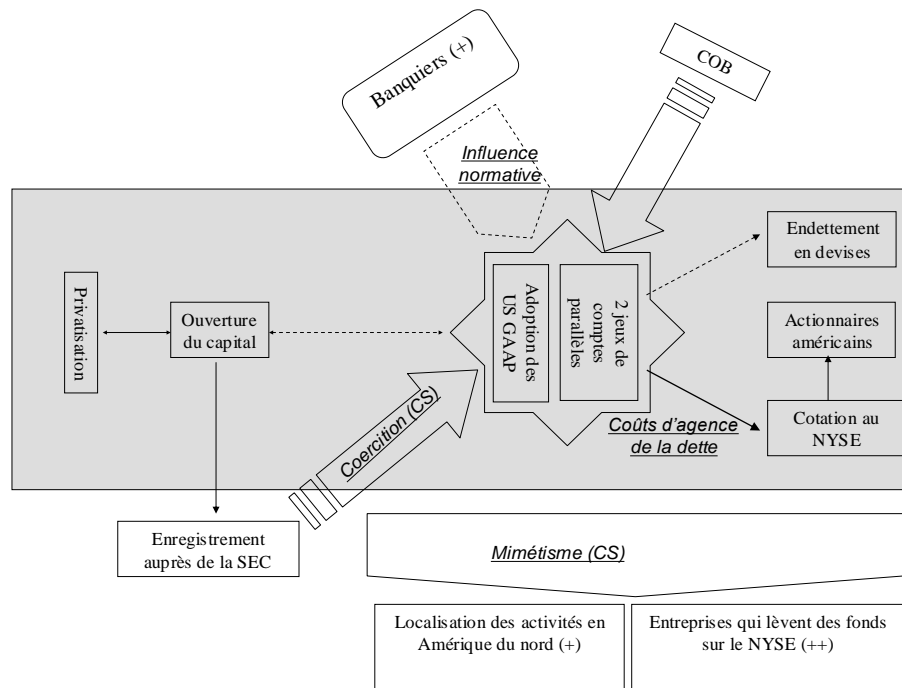 Banquiers (+)
COB
Influence
normative
Endettement
en devises
Privatisation
Ouverture
du capital
Adoption des
US GAAP
2 jeux de
comptes
parallèles
Actionnaires
américains
Coercition (CS)
Coûts d’agence
de la dette
Cotation au
NYSE
Enregistrement
auprès de la SEC
Mimétisme (CS)
Localisation des activités en
Amérique du nord (+)
Entreprises qui lèvent des fonds
sur le NYSE (++)